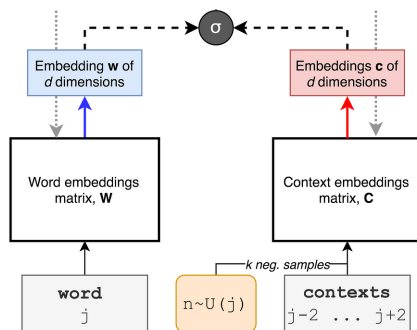 σ
Embedding w of
d dimensions
Embeddings c of
d dimensions
Word embeddings
matrix, W
Context embeddings
matrix, C
k neg. samples
word
j
n~U(j)
contexts
j-2 ... j+2